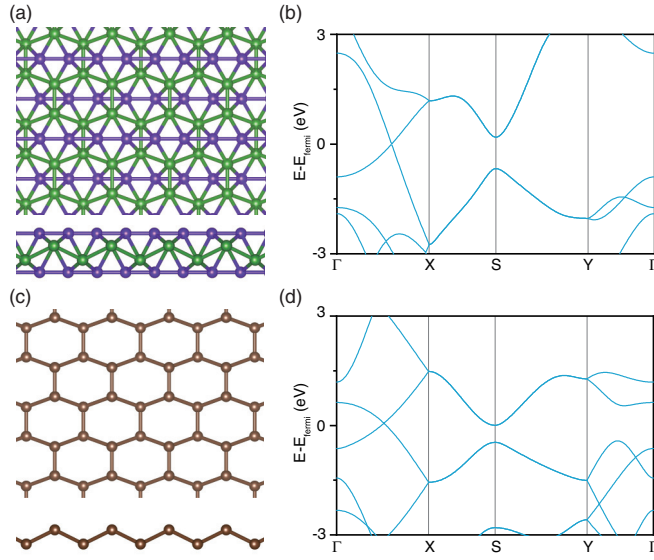 (a)
(b)
3
0
-3
E-E_fermi (eV)
Γ X S Y Γ
(c)
(d)
3
0
-3
E-E_fermi (eV)
Γ X S Y Γ